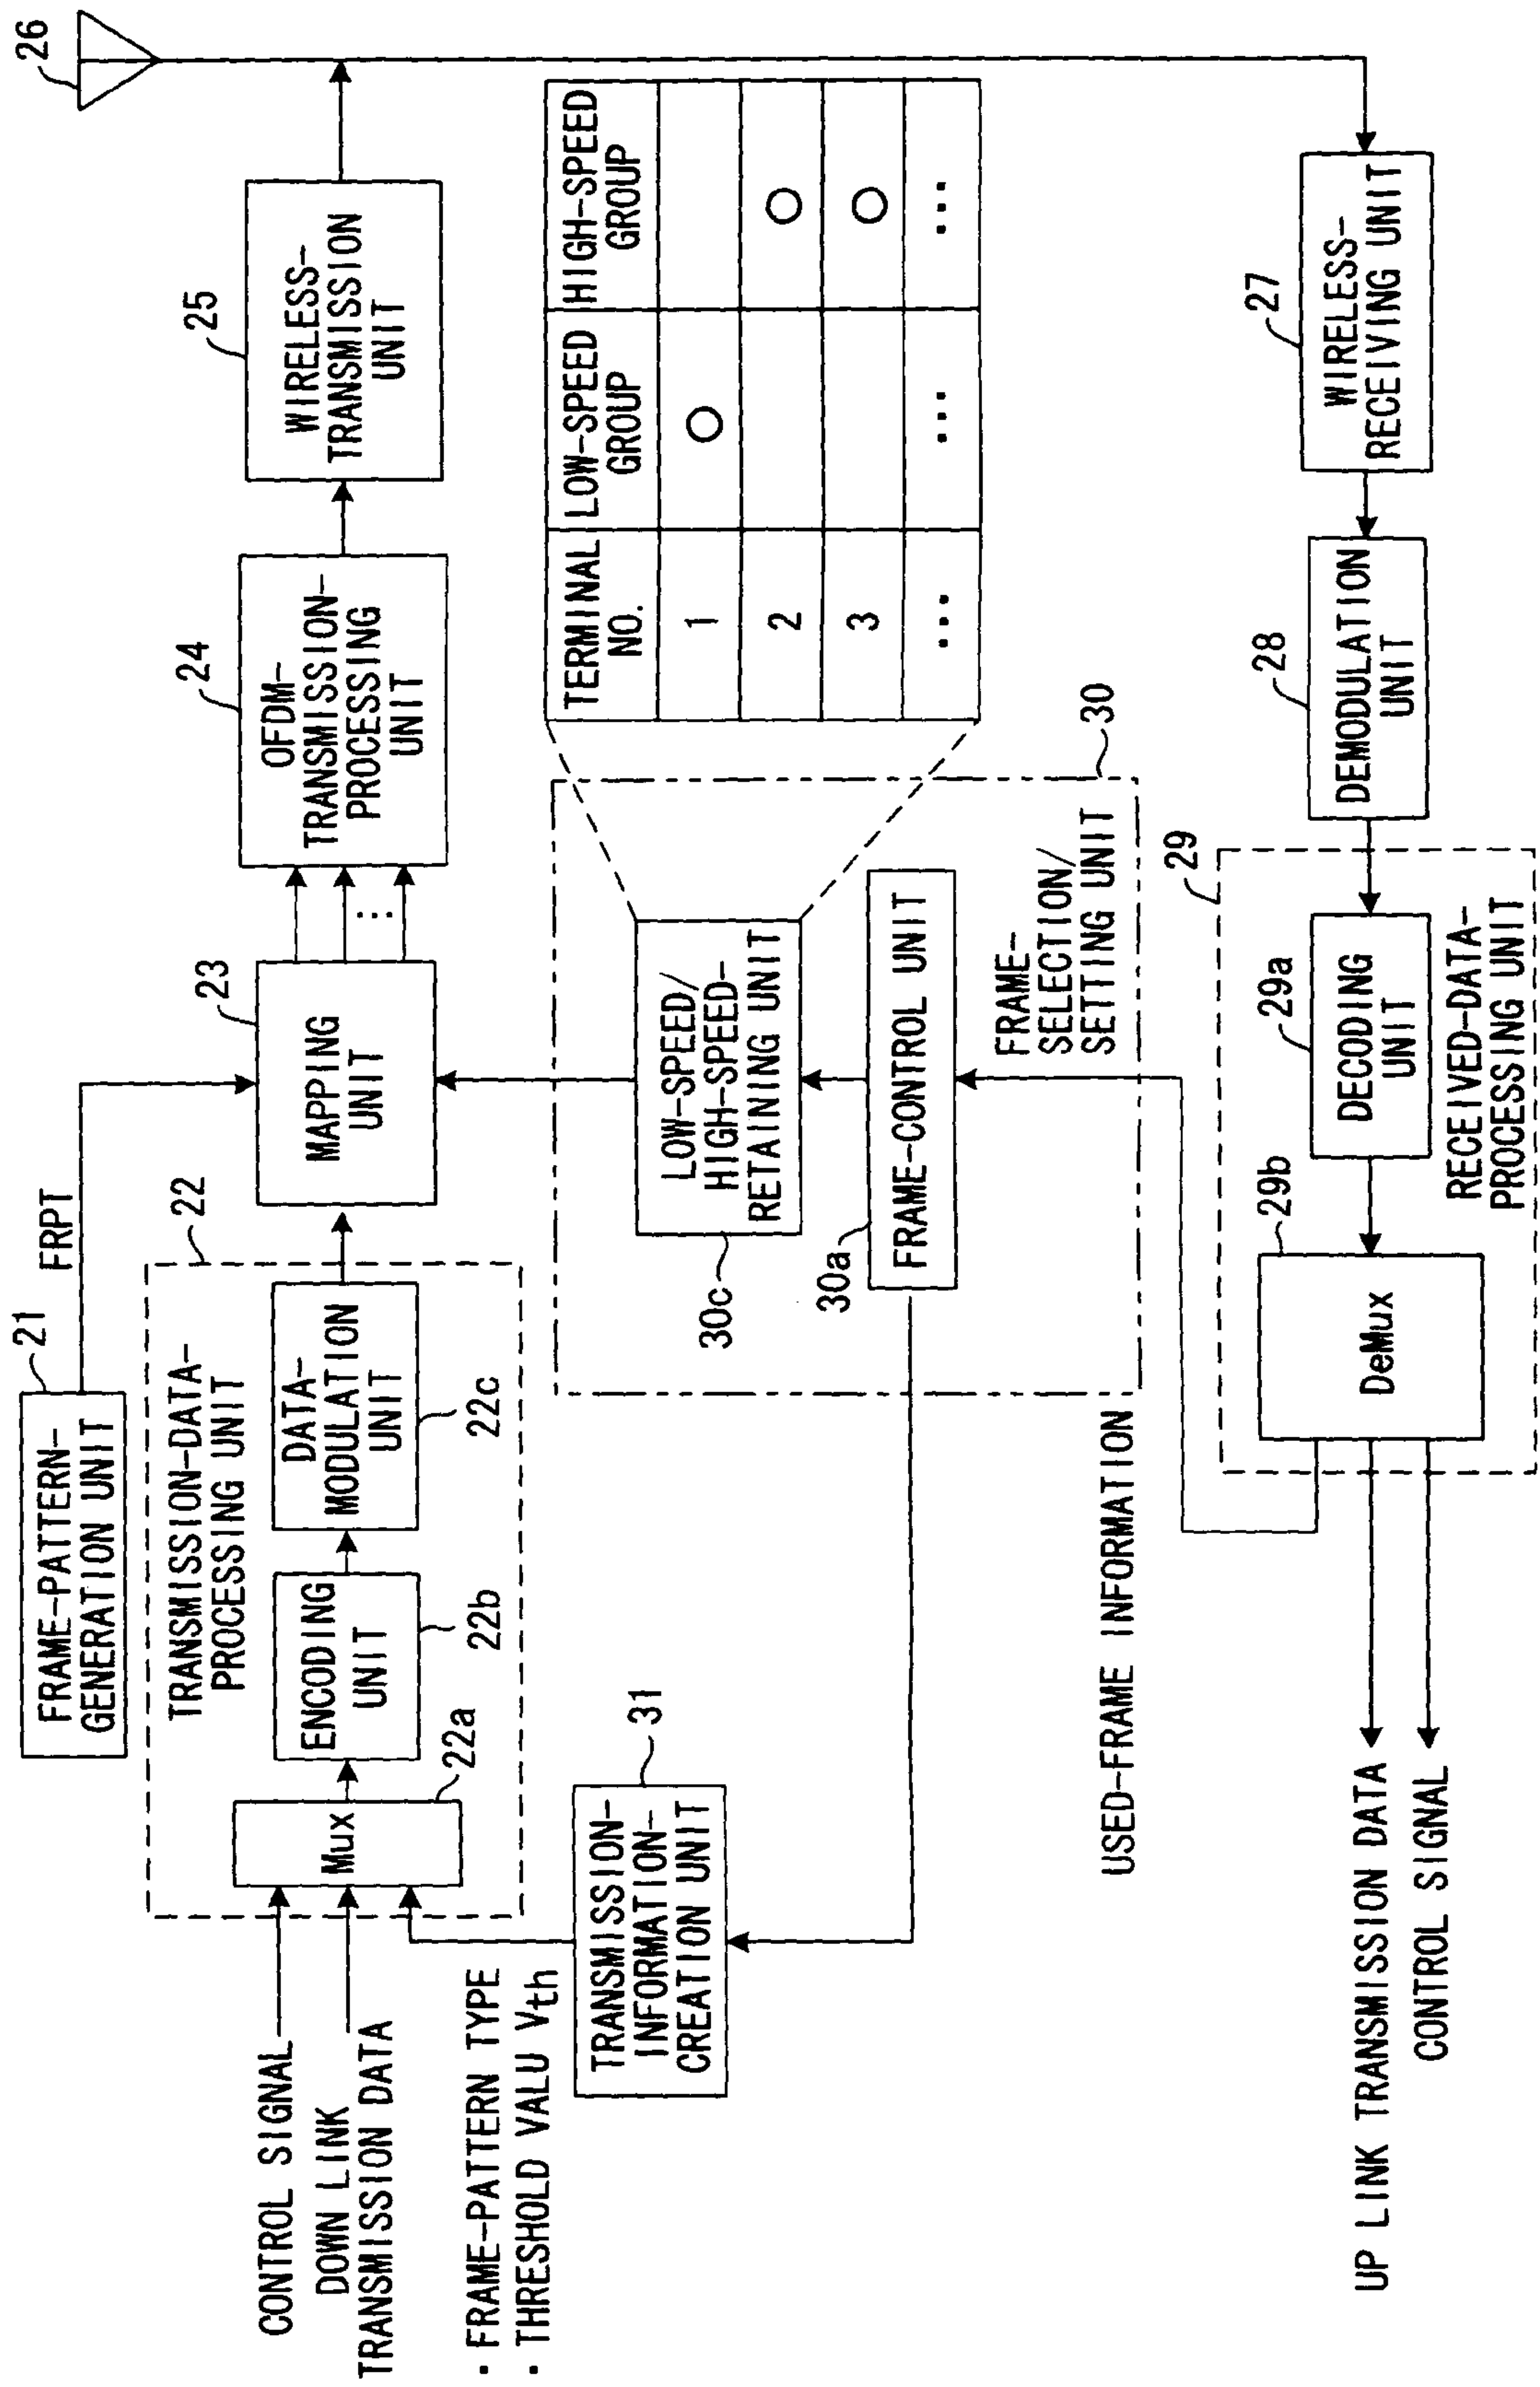 26
FRAME-PATTERN-
GENERATION UNIT
21
FRPT
TRANSMISSION-DATA-
PROCESSING UNIT
22
CONTROL SIGNAL
DOWN LINK
TRANSMISSION DATA
Mux
22a
ENCODING
UNIT
22b
DATA-
MODULATION
UNIT
22c
MAPPING
UNIT
23
...
OFDM-
TRANSMISSION-
PROCESSING
UNIT
24
WIRELESS-
TRANSMISSION
UNIT
25
• FRAME-PATTERN TYPE
• THRESHOLD VALU Vth
TRANSMISSION-
INFORMATION-
CREATION UNIT
31
LOW-SPEED/
HIGH-SPEED-
RETAINING UNIT
30c
FRAME-CONTROL UNIT
30a
FRAME-
SELECTION/
SETTING UNIT
30
TERMINAL NO. LOW-SPEED GROUP HIGH-SPEED GROUP
1 ○
2 ○
3 ○
... ... ...
USED-FRAME INFORMATION
UP LINK TRANSMISSION DATA
CONTROL SIGNAL
DeMux
29b
DECODING
UNIT
29a
RECEIVED-DATA-
PROCESSING UNIT
29
DEMODULATION
UNIT
28
WIRELESS-
RECEIVING UNIT
27